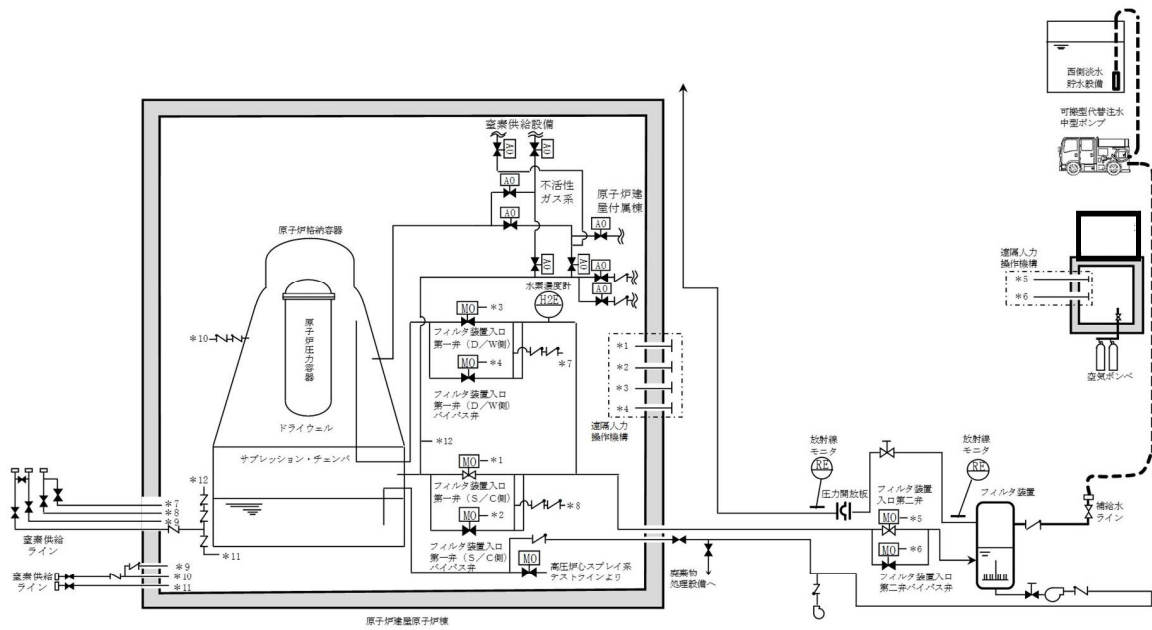 西側淡水
貯水設備
可搬型代替注水
中型ポンプ
窒素供給設備
AO
AO
AO
不活性
ガス系
AO
原子炉建
屋付属棟
AO
原子炉格納容器
原子炉圧力容器
ドライウェル
サプレッション・チェンバ
AO
AO
AO
AO
水素濃度計
H2E
MO
*3
フィルタ装置入口
第一弁(D/W側)
MO
*4
フィルタ装置入口
第一弁(D/W側)
バイパス弁
*7
*10
*12
MO
*1
フィルタ装置入口
第一弁(S/C側)
MO
*2
フィルタ装置入口
第一弁(S/C側)
バイパス弁
*8
MO
高圧炉心スプレイ系
テストラインより
*1
*2
*3
*4
遠隔人力
操作機構
遠隔人力
操作機構
*5
*6
空気ボンベ
*12
*7
*8
*9
*11
窒素供給
ライン
*9
*10
*11
窒素供給
ライン
廃棄物
処理設備へ
放射線
モニタ
RE
圧力開放板
放射線
モニタ
RE
フィルタ装置
フィルタ装置
入口第二弁
MO
*5
MO
*6
フィルタ装置入口
第二弁バイパス弁
補給水
ライン
原子炉建屋原子炉棟